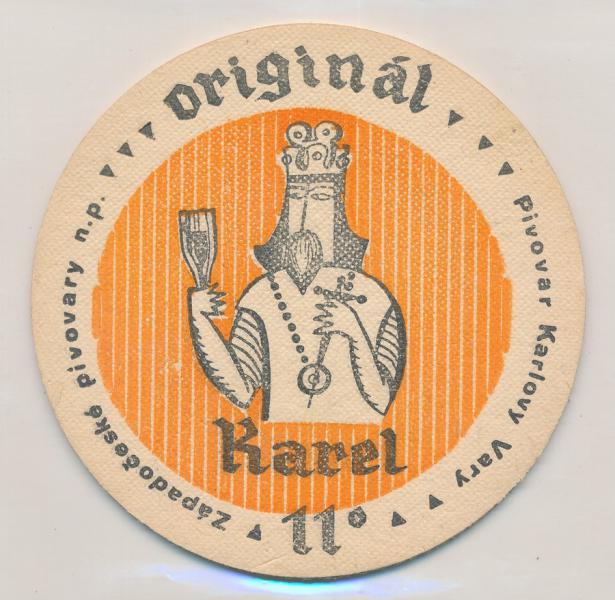 originál
Pivovar Karlovy Vary
Západočeské pivovary n.p.
Karel
11°